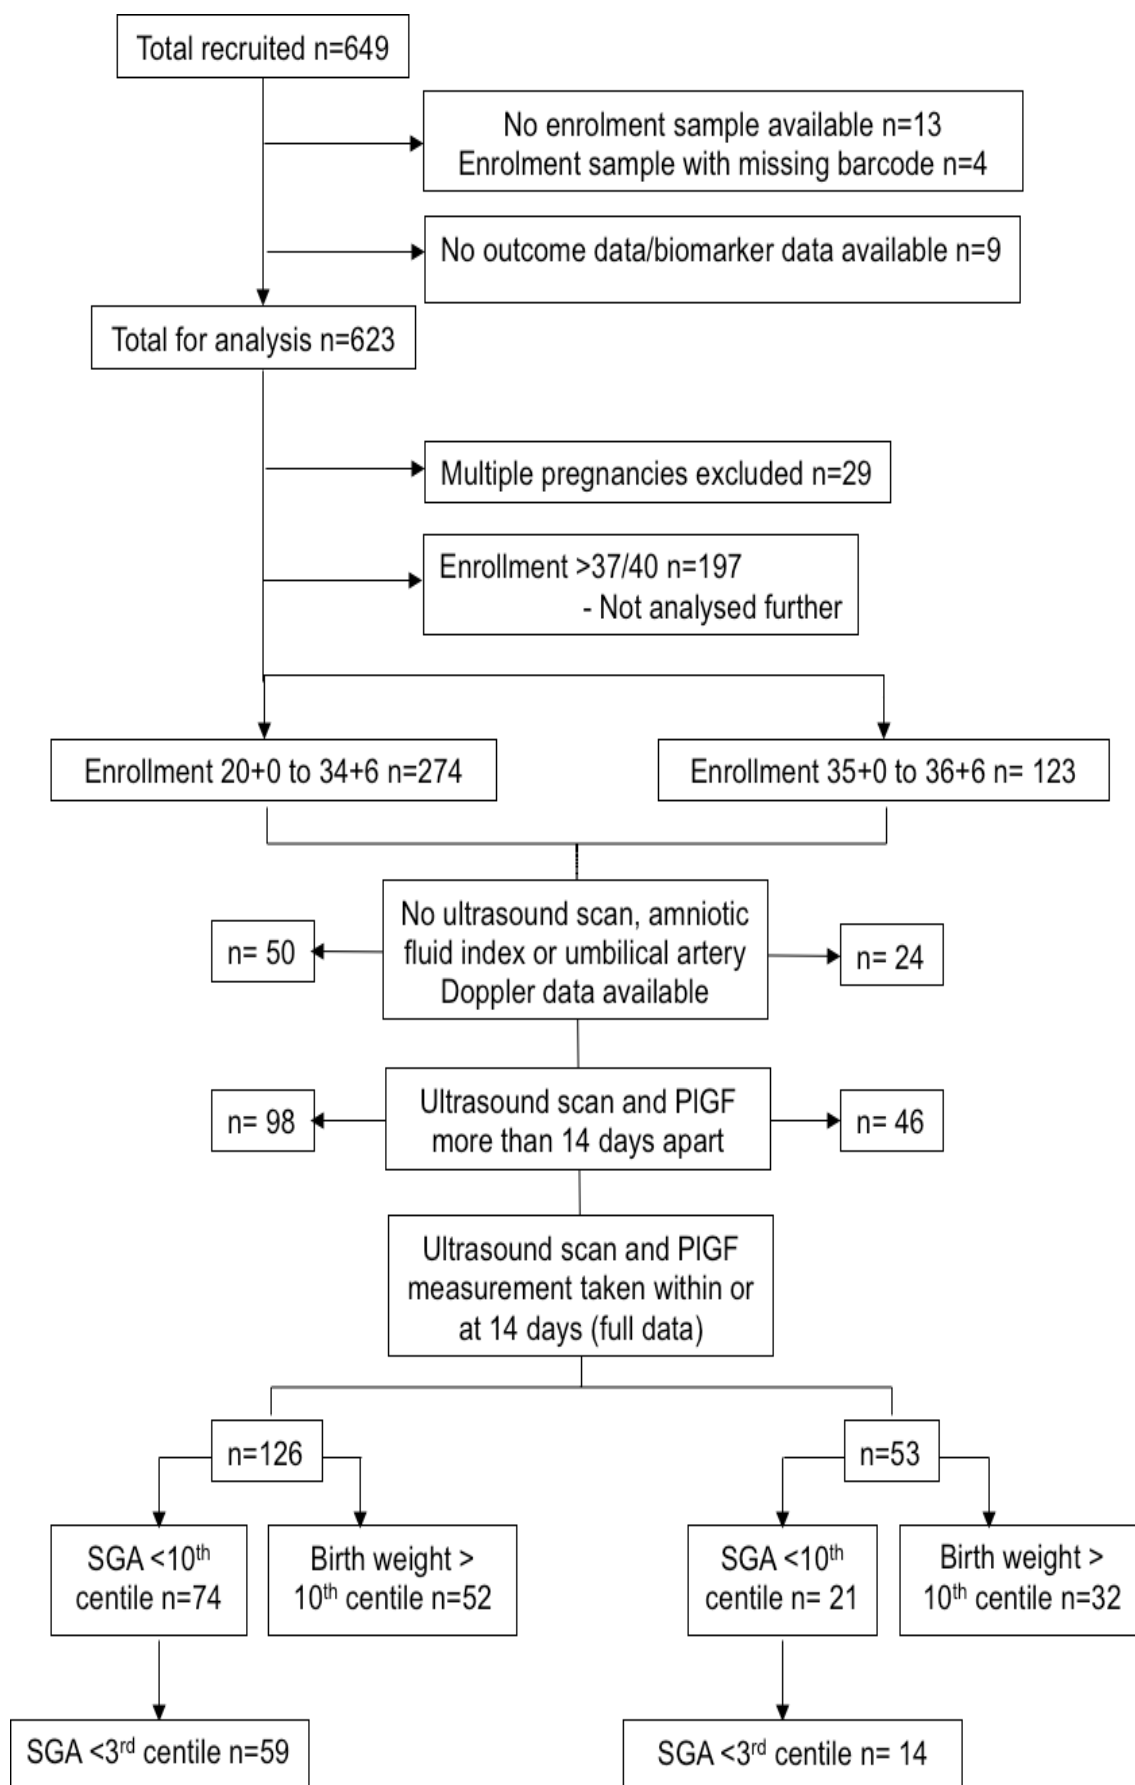 Total recruited n=649
No enrolment sample available n=13
Enrolment sample with missing barcode n=4
No outcome data/biomarker data available n=9
Total for analysis n=623
Multiple pregnancies excluded n=29
Enrollment >37/40 n=197
- Not analysed further
Enrollment 20+0 to 34+6 n=274
Enrollment 35+0 to 36+6 n= 123
No ultrasound scan, amniotic
fluid index or umbilical artery
Doppler data available
n= 50
n= 24
Ultrasound scan and PlGF
more than 14 days apart
n= 98
n= 46
Ultrasound scan and PlGF
measurement taken within or
at 14 days (full data)
n=126
n=53
SGA <10th
centile n=74
Birth weight >
10th centile n=52
SGA <10th
centile n= 21
Birth weight >
10th centile n=32
SGA <3rd centile n=59
SGA <3rd centile n= 14